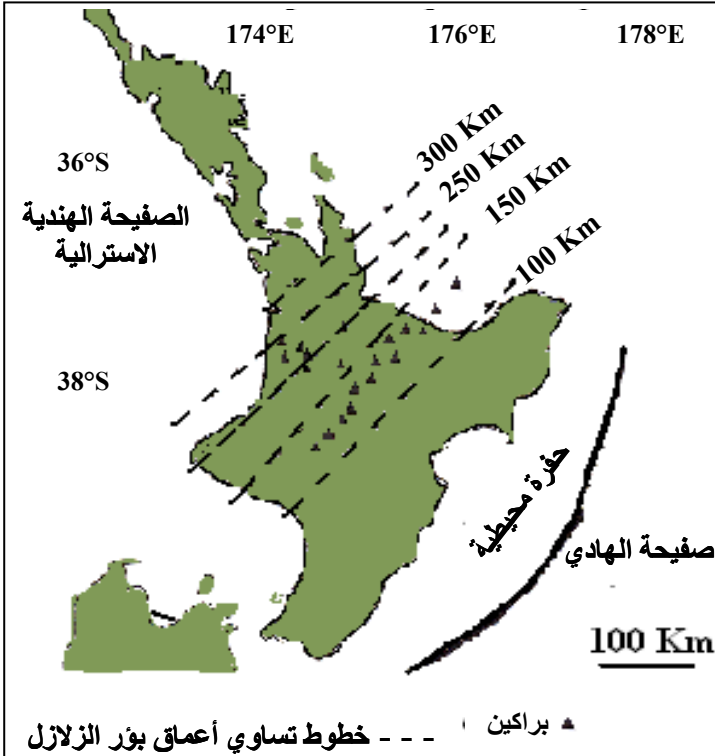 174°E 176°E 178°E
36°S
300 Km
250 Km
150 Km
100 Km
الصفيحة الهندية
الاسترالية
38°S
حفرة محيطية
صفيحة الهادي
100 Km
براكين
خطوط تساوي أعماق بؤر الزلازل